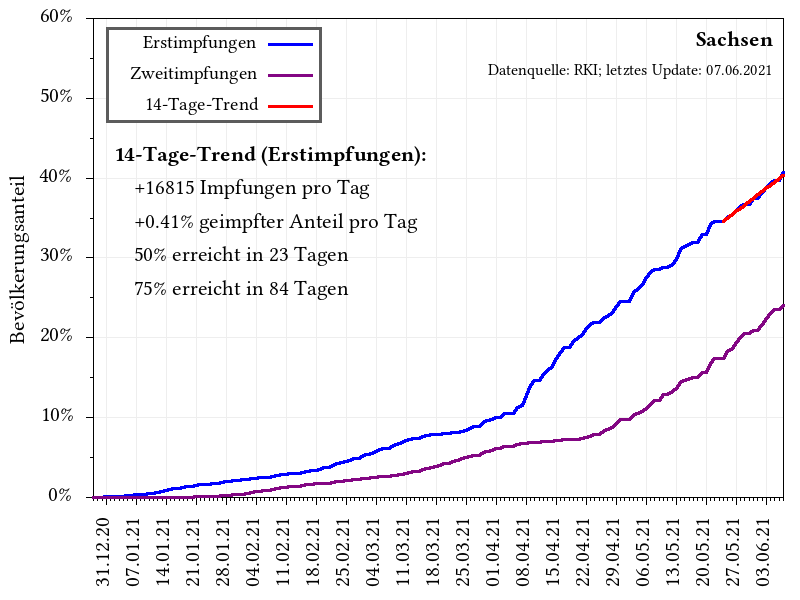 60%
50%
40%
30%
20%
10%
0%
Bevölkerungsanteil
Erstimpfungen
Zweitimpfungen
14-Tage-Trend
Sachsen
Datenquelle: RKI; letztes Update: 07.06.2021
14-Tage-Trend (Erstimpfungen):
+16815 Impfungen pro Tag
+0.41% geimpfter Anteil pro Tag
50% erreicht in 23 Tagen
75% erreicht in 84 Tagen
31.12.20
07.01.21
14.01.21
21.01.21
28.01.21
04.02.21
11.02.21
18.02.21
25.02.21
04.03.21
11.03.21
18.03.21
25.03.21
01.04.21
08.04.21
15.04.21
22.04.21
29.04.21
06.05.21
13.05.21
20.05.21
27.05.21
03.06.21